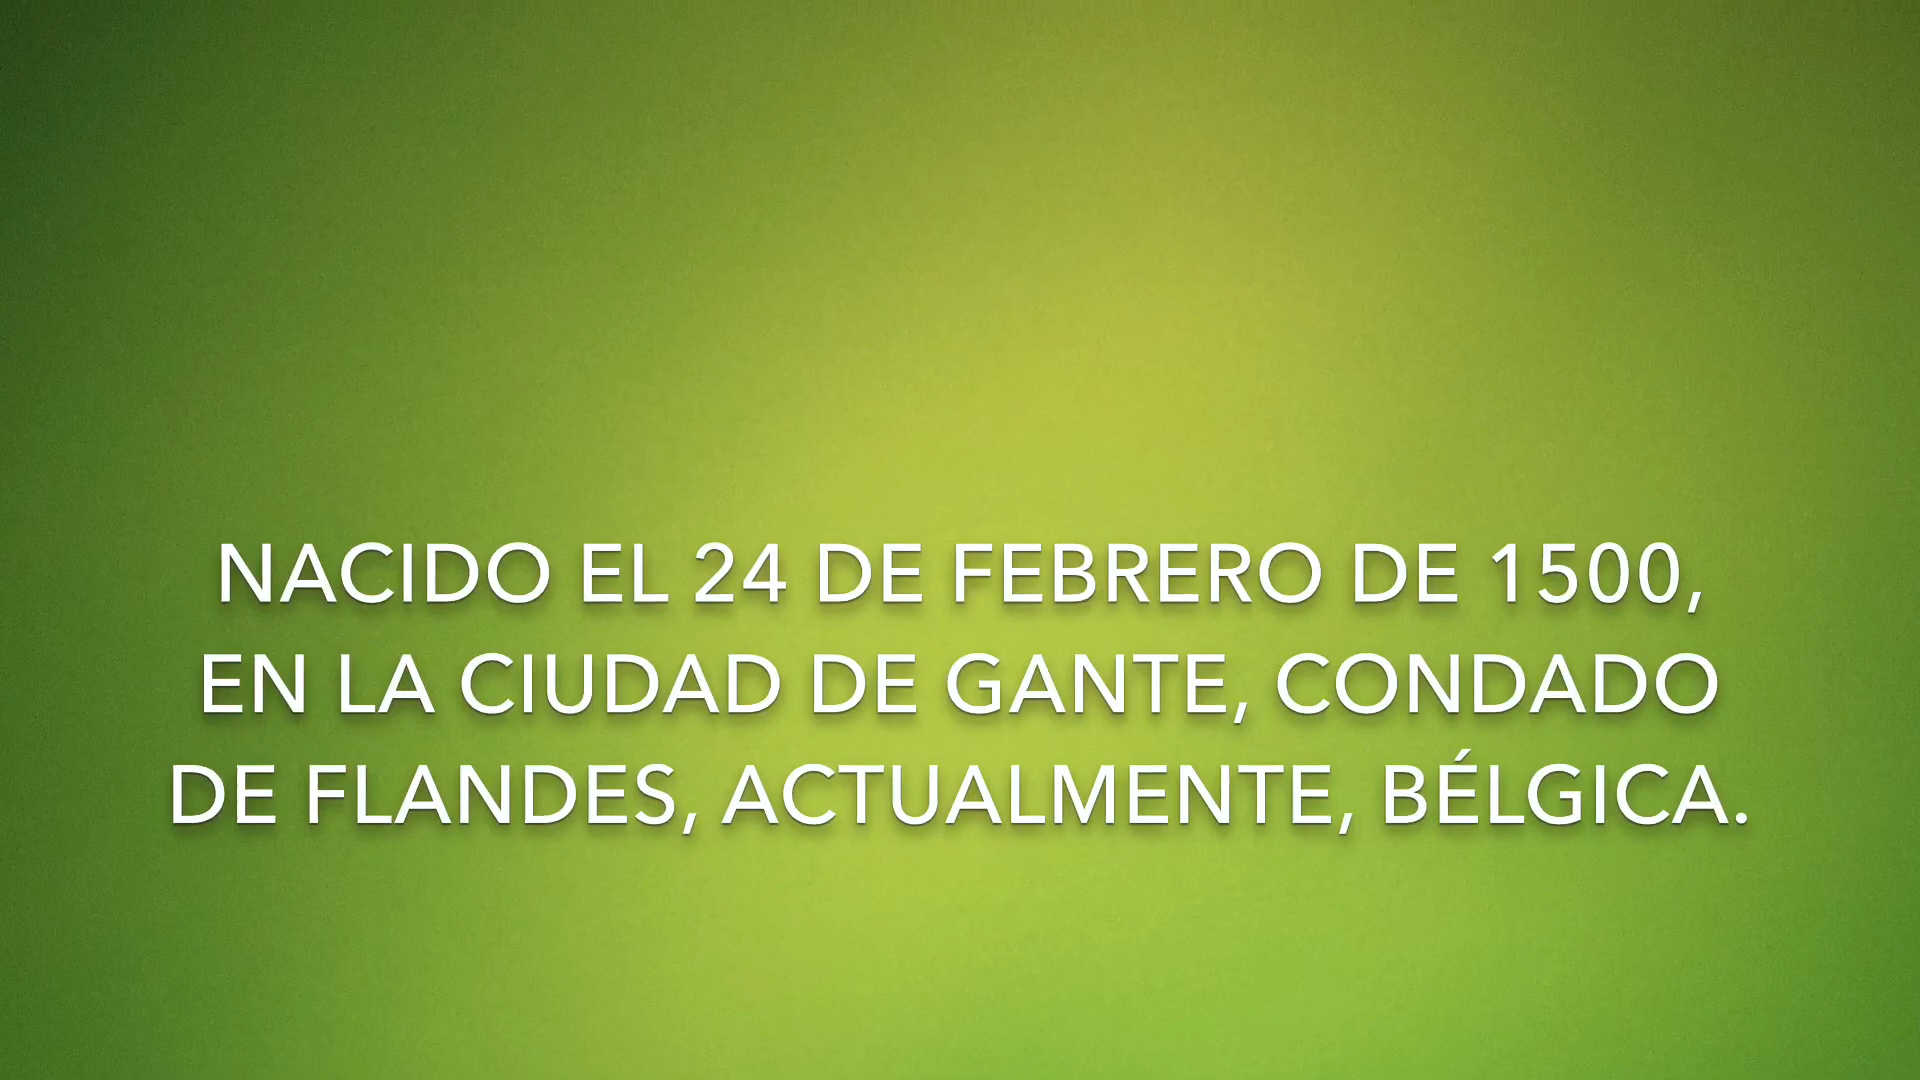 NACIDO EL 24 DE FEBRERO DE 1500,
EN LA CIUDAD DE GANTE, CONDADO
DE FLANDES, ACTUALMENTE, BÉLGICA.